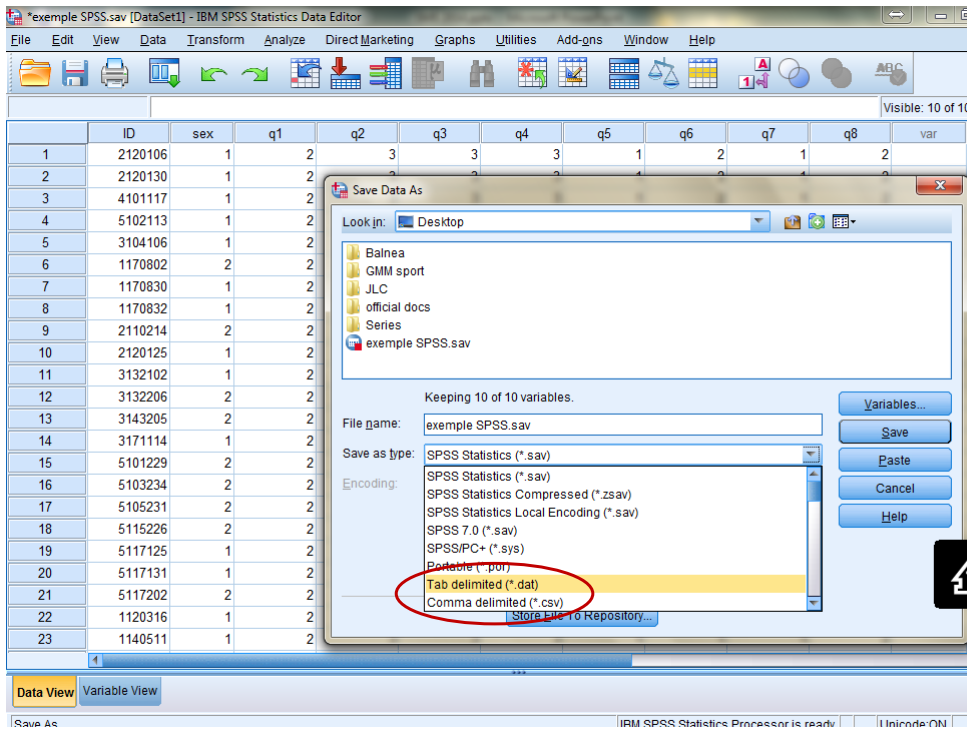 *exemple SPSS.sav [DataSet1] - IBM SPSS Statistics Data Editor
File Edit View Data Transform Analyze Direct Marketing Graphs Utilities Add-ons Window Help
Visible: 10 of 10
ID sex q1 q2 q3 q4 q5 q6 q7 q8 var
1 2120106 1 2 3 3 3 1 2 1 2
2 2120130 1 2
3 4101117 1 2
4 5102113 1 2
5 3104106 1 2
6 1170802 2 2
7 1170830 1 2
8 1170832 1 2
9 2110214 2 2
10 2120125 1 2
11 3132102 1 2
12 3132206 2 2
13 3143205 2 2
14 3171114 1 2
15 5101229 2 2
16 5103234 2 2
17 5105231 2 2
18 5115226 2 2
19 5117125 1 2
20 5117131 1 2
21 5117202 2 2
22 1120316 1 2
23 1140511 1 2
Save Data As
Look in: Desktop
Balnea
GMM sport
JLC
official docs
Series
exemple SPSS.sav
Keeping 10 of 10 variables.
File name: exemple SPSS.sav
Save as type: SPSS Statistics (*.sav)
Encoding:
SPSS Statistics (*.sav)
SPSS Statistics Compressed (*.zsav)
SPSS Statistics Local Encoding (*.sav)
SPSS 7.0 (*.sav)
SPSS/PC+ (*.sys)
Portable (*.por)
Tab delimited (*.dat)
Comma delimited (*.csv)
Store File To Repository...
Variables...
Save
Paste
Cancel
Help
Data View Variable View
Save As
IBM SPSS Statistics Processor is ready
Unicode:ON